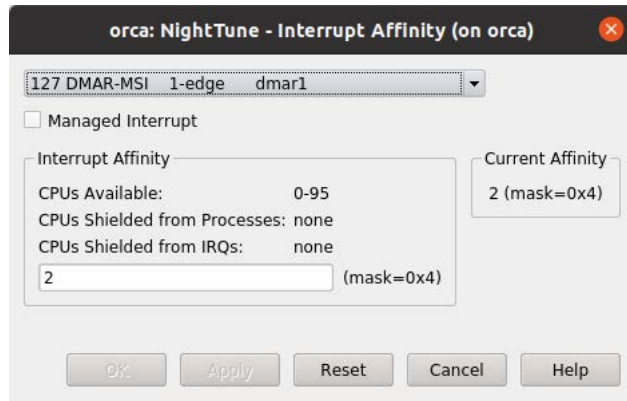 orca: NightTune - Interrupt Affinity (on orca)
127 DMAR-MSI 1-edge dmar1
Managed Interrupt
Interrupt Affinity
CPUs Available: 0-95
CPUs Shielded from Processes: none
CPUs Shielded from IRQs: none
2 (mask=0x4)
Current Affinity
2 (mask=0x4)
OK Apply Reset Cancel Help